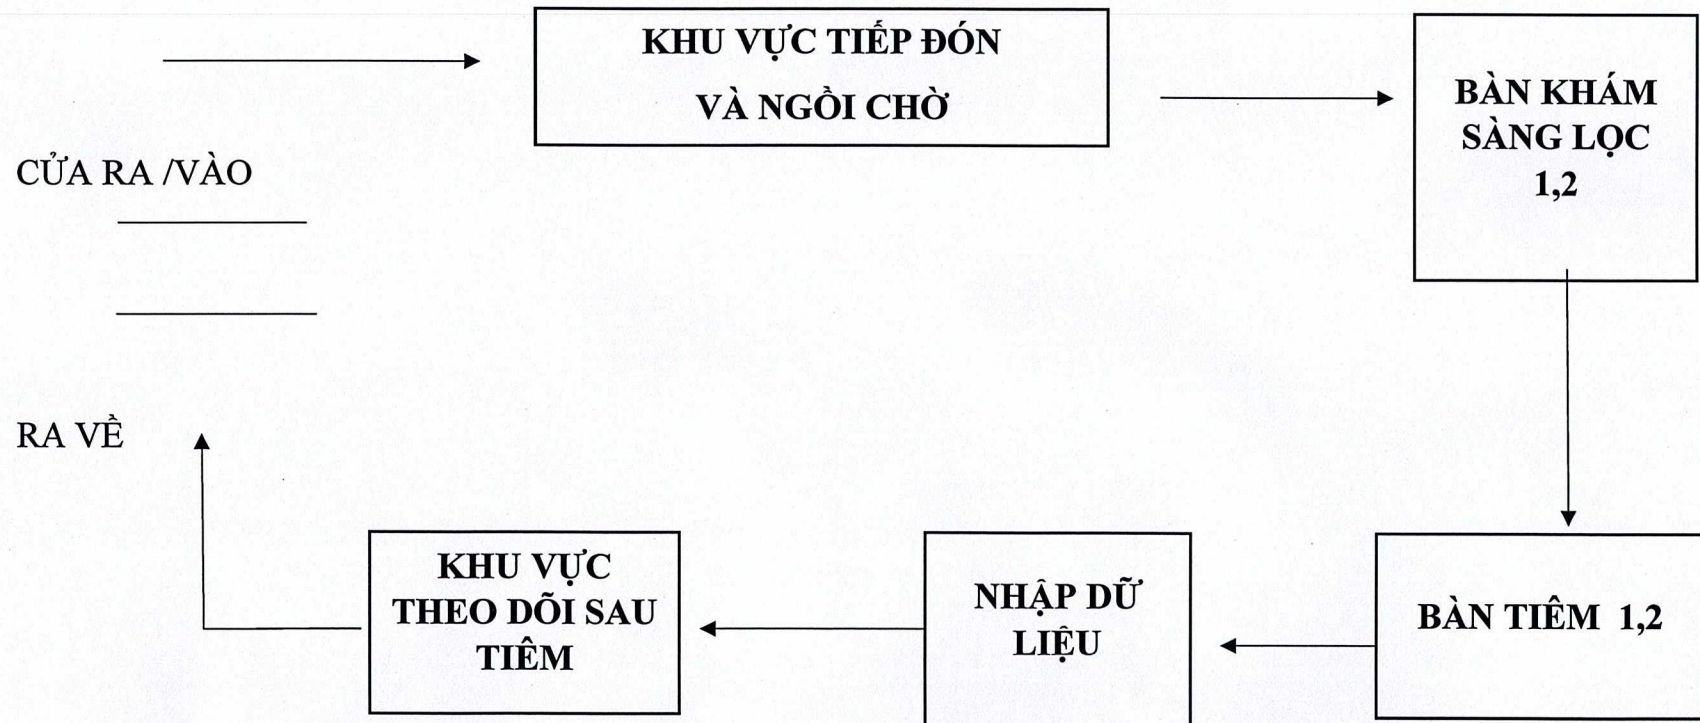 KHU VỰC TIẾP ĐÓN
VÀ NGỒI CHỜ
BÀN KHÁM
SÀNG LỌC
1,2
CỬA RA /VÀO
RA VỀ
KHU VỰC
THEO DÕI SAU
TIÊM
NHẬP DỮ
LIỆU
BÀN TIÊM 1,2